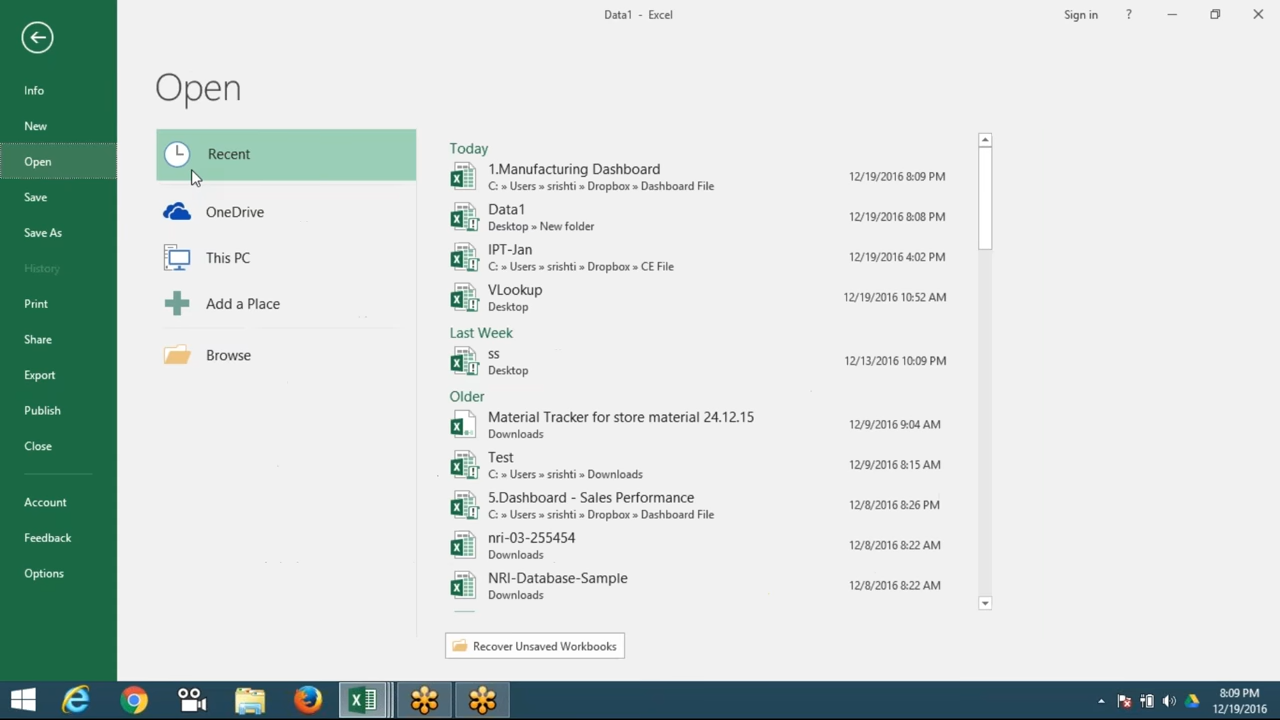 Data1 - Excel
Sign in
?
Info
New
Open
Save
Save As
History
Print
Share
Export
Publish
Close
Account
Feedback
Options
Open
Recent
OneDrive
This PC
Add a Place
Browse
Today
1.Manufacturing Dashboard
C: » Users » srishti » Dropbox » Dashboard File
12/19/2016 8:09 PM
Data1
Desktop » New folder
12/19/2016 8:08 PM
IPT-Jan
C: » Users » srishti » Dropbox » CE File
12/19/2016 4:02 PM
VLookup
Desktop
12/19/2016 10:52 AM
Last Week
ss
Desktop
12/13/2016 10:09 PM
Older
Material Tracker for store material 24.12.15
Downloads
12/9/2016 9:04 AM
Test
C: » Users » srishti » Downloads
12/9/2016 8:15 AM
5.Dashboard - Sales Performance
C: » Users » srishti » Dropbox » Dashboard File
12/8/2016 8:26 PM
nri-03-255454
Downloads
12/8/2016 8:22 AM
NRI-Database-Sample
Downloads
12/8/2016 8:22 AM
Recover Unsaved Workbooks
8:09 PM
12/19/2016